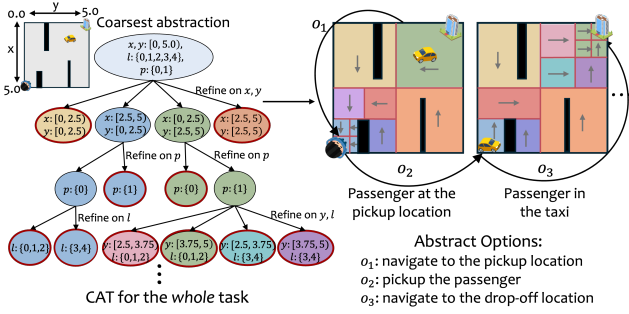 0.0 y 5.0
x
5.0
Coarsest abstraction
x, y: [0, 5.0),
l: {0,1,2,3,4},
p: {0,1}
Refine on x, y
x: [0, 2.5)
y: [0,2.5)
x: [2.5,5)
y: [0,2.5)
x: [0,2.5)
y: [2.5,5)
x: [2.5,5)
y: [2.5,5)
Refine on p
Refine on p
p: {0}
p: {1}
p: {0}
p: {1}
Refine on l
Refine on y, l
l: {0,1,2}
l: {3,4}
y: [2.5,3.75),
l: {0,1,2}
y: [3.75,5)
l: {0,1,2}
y: [2.5,3.75)
l: {3,4}
y: [3.75,5)
l: {3,4}
CAT for the whole task
o1
o2
o3
Passenger at the
pickup location
Passenger in
the taxi
Abstract Options:
o1: navigate to the pickup location
o2: pickup the passenger
o3: navigate to the drop-off location